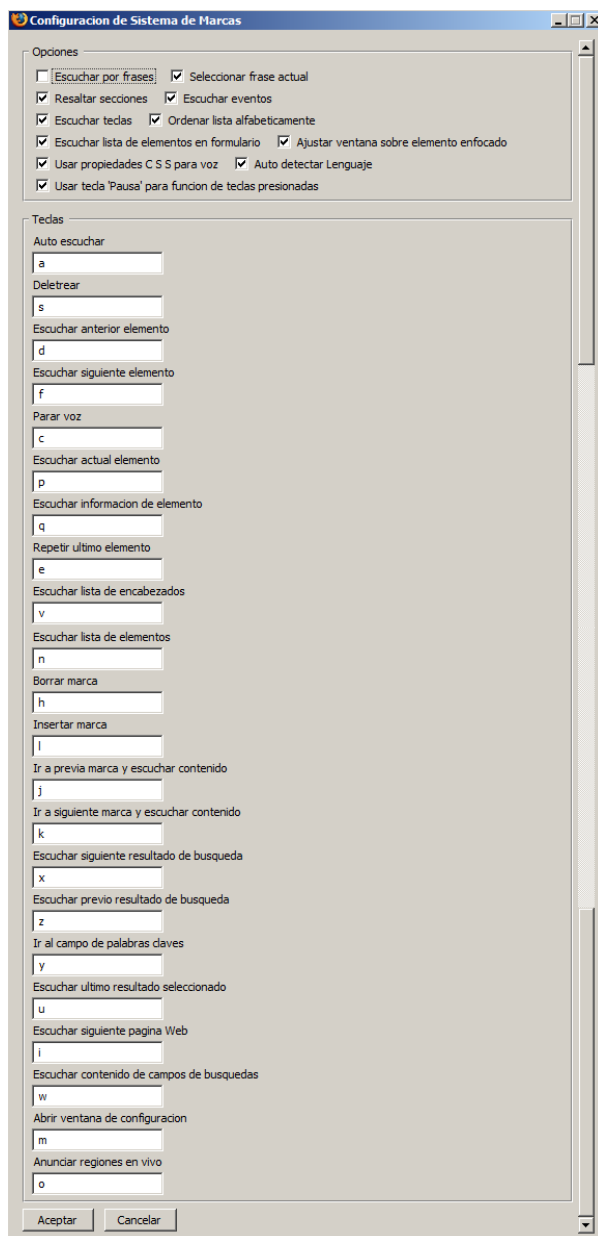 Configuracion de Sistema de Marcas
Opciones
Escuchar por frases Seleccionar frase actual
Resaltar secciones Escuchar eventos
Escuchar teclas Ordenar lista alfabeticamente
Escuchar lista de elementos en formulario Ajustar ventana sobre elemento enfocado
Usar propiedades C S S para voz Auto detectar Lenguaje
Usar tecla 'Pausa' para funcion de teclas presionadas
Teclas
Auto escuchar
a
Deletrear
s
Escuchar anterior elemento
d
Escuchar siguiente elemento
f
Parar voz
c
Escuchar actual elemento
p
Escuchar informacion de elemento
q
Repetir ultimo elemento
e
Escuchar lista de encabezados
v
Escuchar lista de elementos
n
Borrar marca
h
Insertar marca
l
Ir a previa marca y escuchar contenido
j
Ir a siguiente marca y escuchar contenido
k
Escuchar siguiente resultado de busqueda
x
Escuchar previo resultado de busqueda
z
Ir al campo de palabras claves
y
Escuchar ultimo resultado seleccionado
u
Escuchar siguiente pagina Web
i
Escuchar contenido de campos de busquedas
w
Abrir ventana de configuracion
m
Anunciar regiones en vivo
o
Aceptar Cancelar